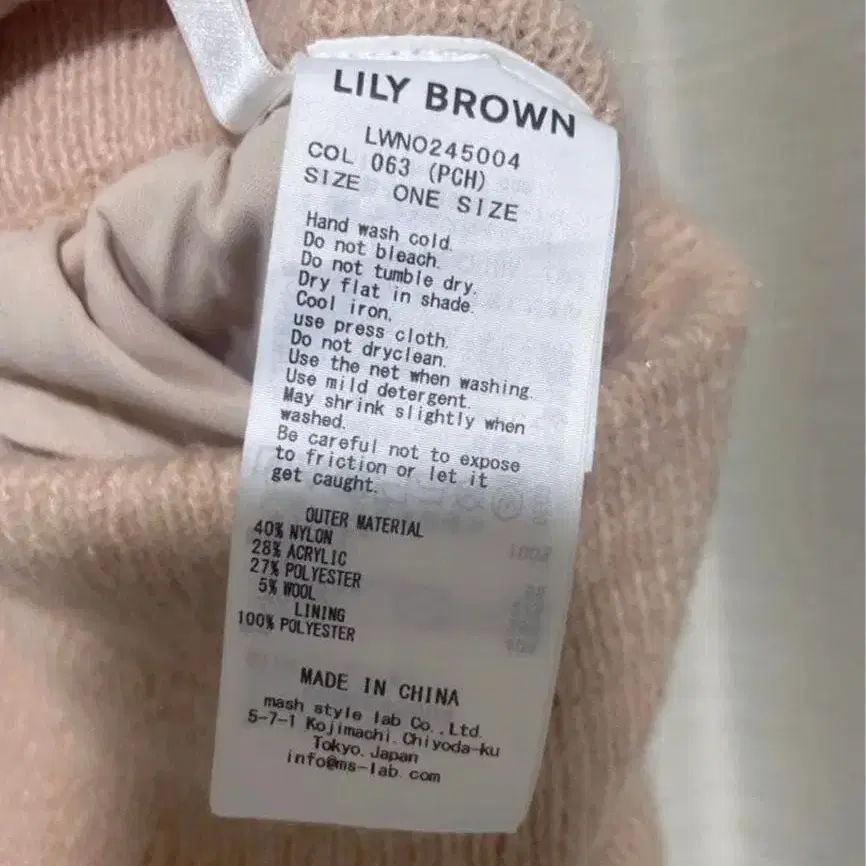 LILY BROWN
LWNO245004
COL 063 (PCH)
SIZE ONE SIZE
Hand wash cold.
Do not bleach.
Do not tumble dry.
Dry flat in shade.
Cool iron,
use press cloth.
Do not dryclean.
Use the net when washing.
Use mild detergent.
May shrink slightly when
washed.
Be careful not to expose
to friction or let it
get caught.
OUTER MATERIAL
40% NYLON
28% ACRYLIC
27% POLYESTER
5% WOOL
LINING
100% POLYESTER
MADE IN CHINA
mash style lab Co.,Ltd.
5-7-1 Kojimachi.Chiyoda-ku
Tokyo.Japan
info@ms-lab.com